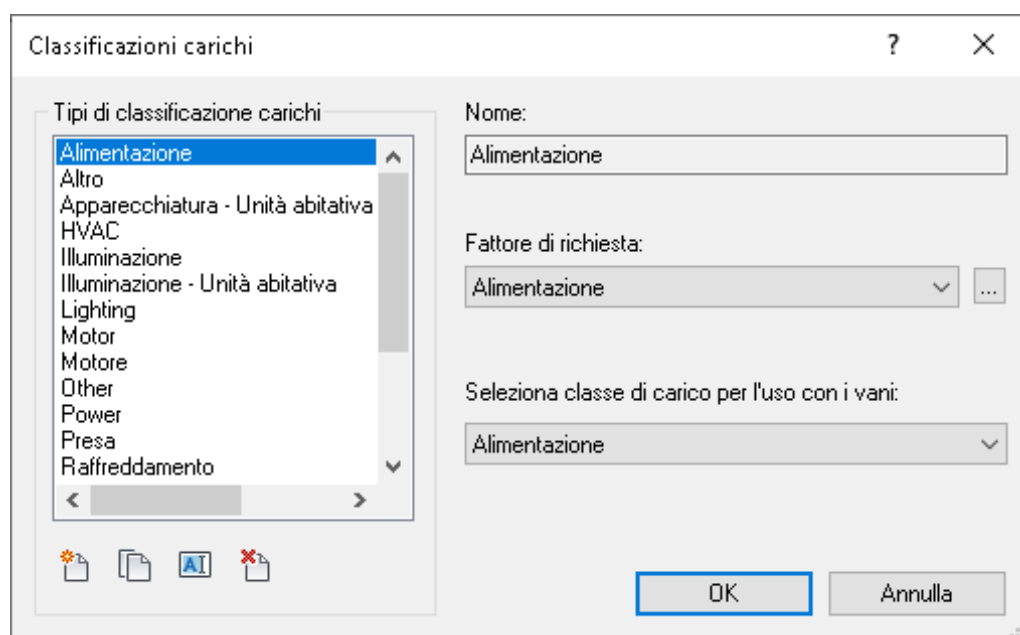 Classificazioni carichi
?
Tipi di classificazione carichi
Alimentazione
Altro
Apparecchiatura - Unità abitativa
HVAC
Illuminazione
Illuminazione - Unità abitativa
Lighting
Motor
Motore
Other
Power
Presa
Raffreddamento
AI
Nome:
Alimentazione
Fattore di richiesta:
Alimentazione
...
Seleziona classe di carico per l'uso con i vani:
Alimentazione
OK
Annulla